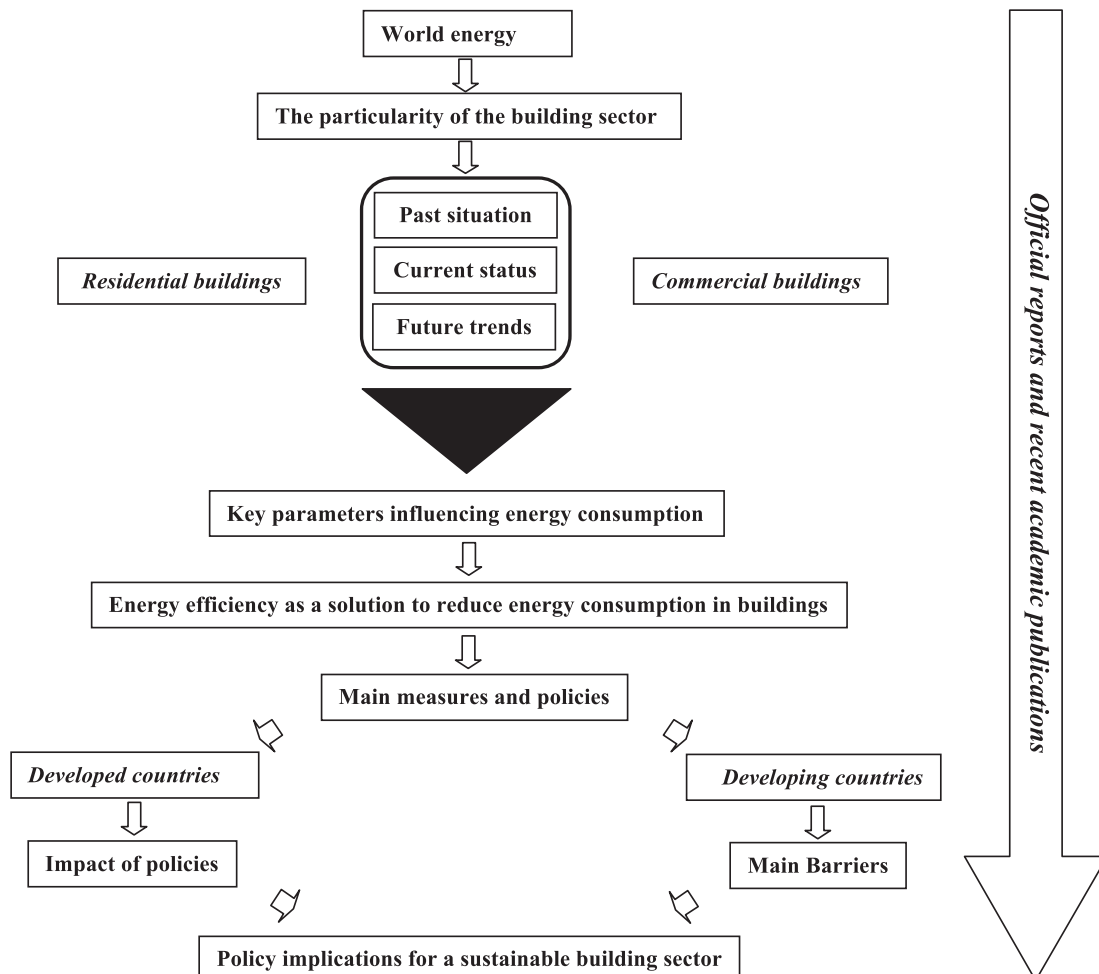 World energy
The particularity of the building sector
Past situation
Current status
Future trends
Residential buildings
Commercial buildings
Key parameters influencing energy consumption
Energy efficiency as a solution to reduce energy consumption in buildings
Main measures and policies
Developed countries
Developing countries
Impact of policies
Main Barriers
Policy implications for a sustainable building sector
Official reports and recent academic publications